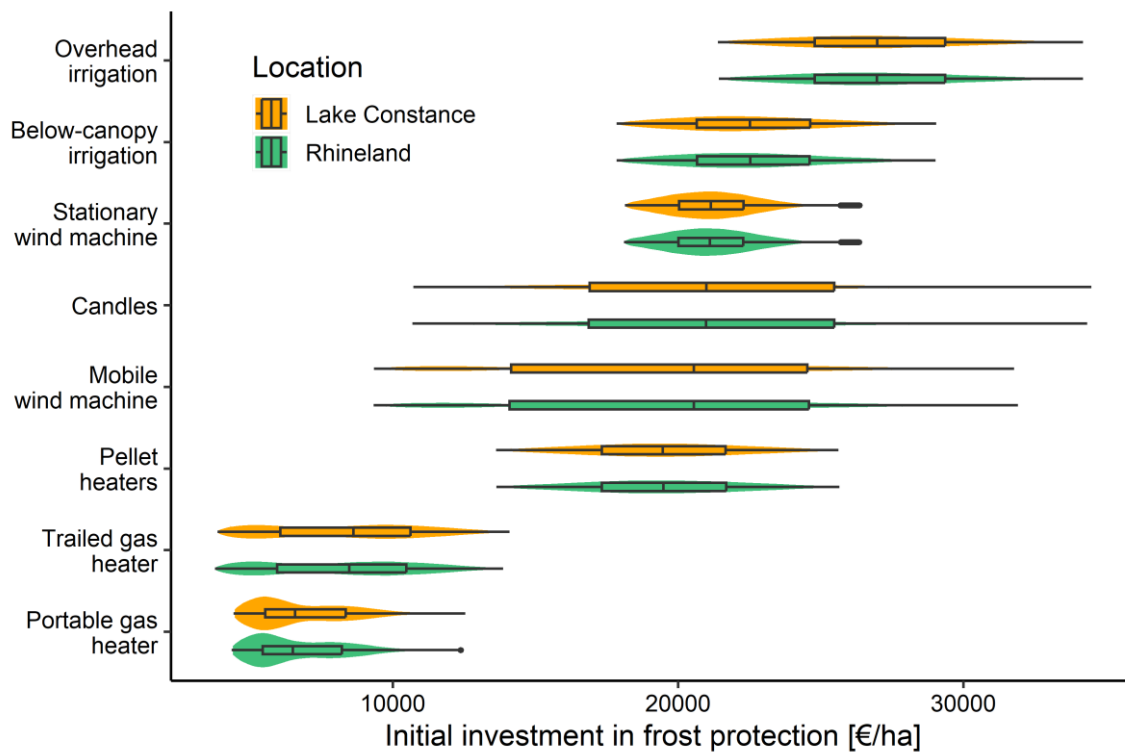 Overhead
irrigation
Below-canopy
irrigation
Stationary
wind machine
Candles
Mobile
wind machine
Pellet
heaters
Trailed gas
heater
Portable gas
heater
Location
Lake Constance
Rhineland
10000 20000 30000
Initial investment in frost protection [€/ha]